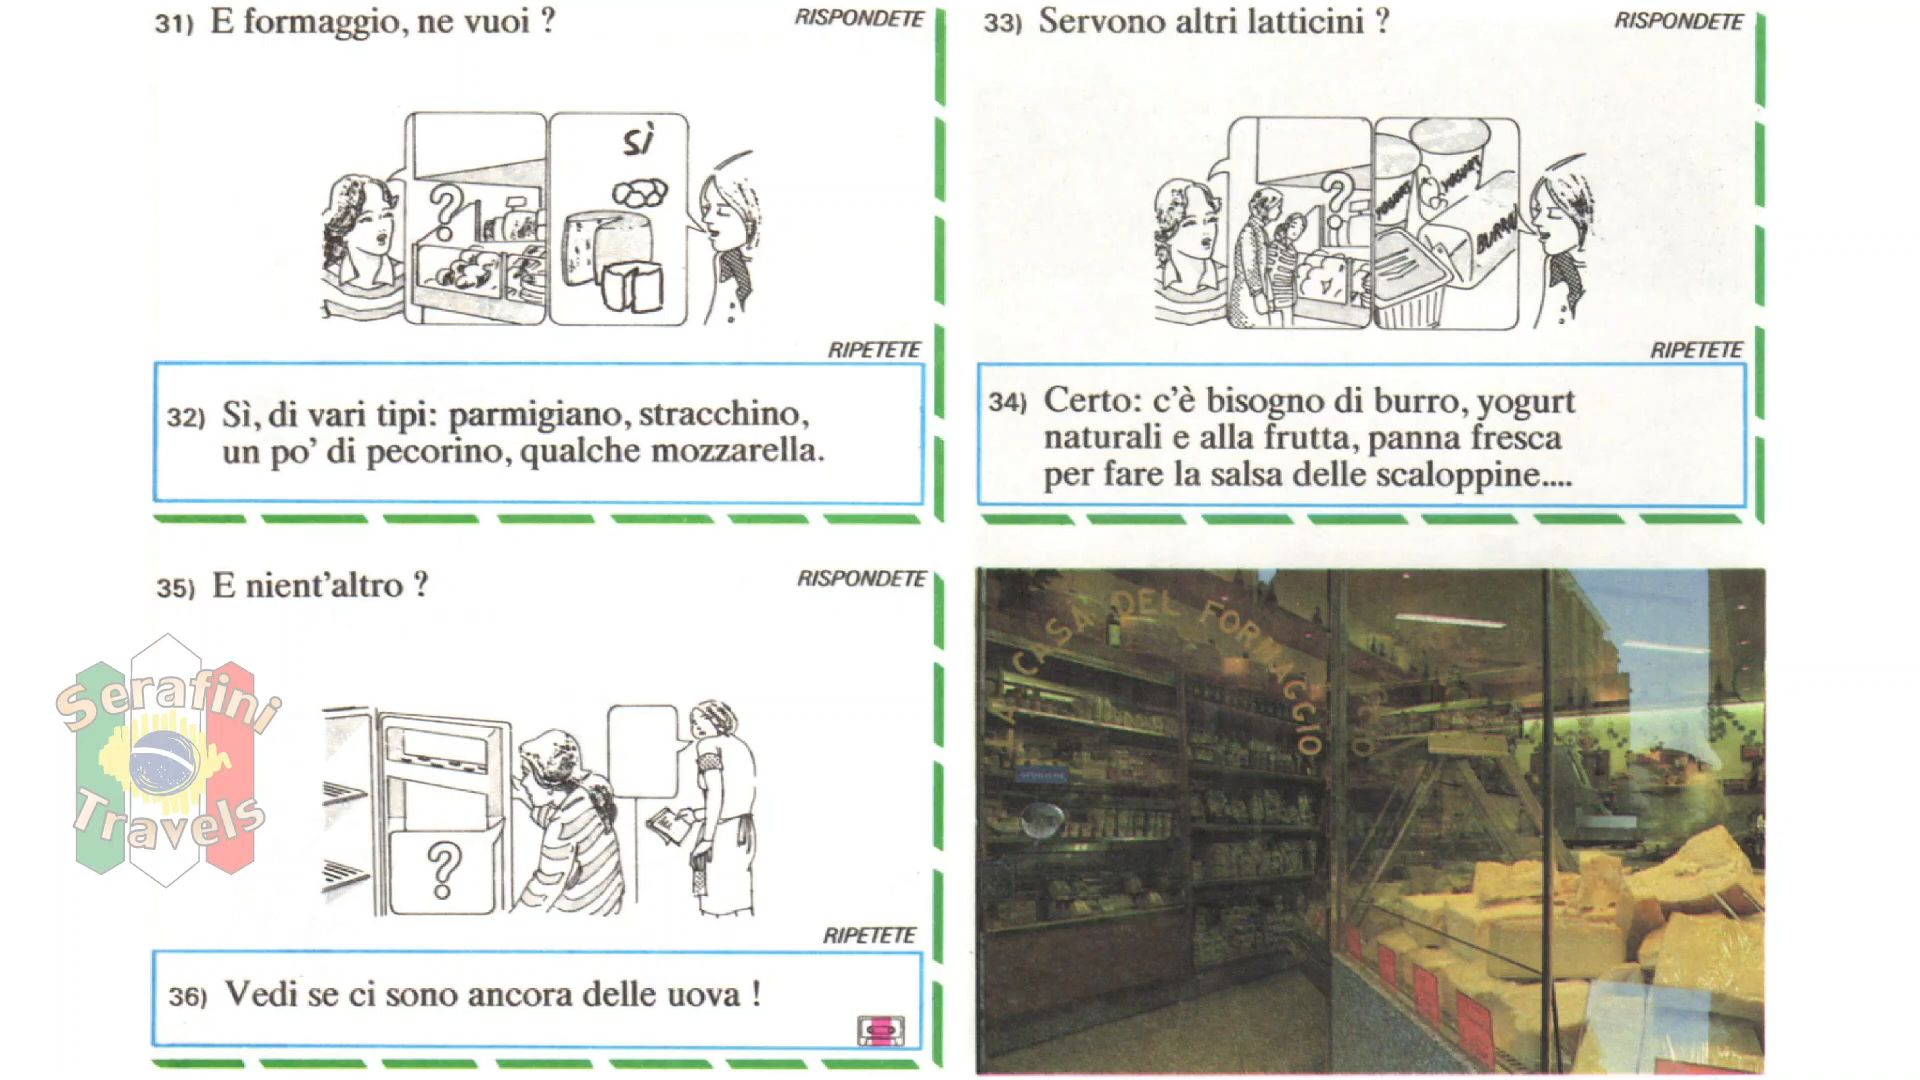 31) E formaggio, ne vuoi ?
RISPONDETE
SÌ
RIPETETE
32) Sì, di vari tipi: parmigiano, stracchino,
un po' di pecorino, qualche mozzarella.
33) Servono altri latticini ?
RISPONDETE
YOGURT
YOGURT
BURRO
RIPETETE
34) Certo: c'è bisogno di burro, yogurt
naturali e alla frutta, panna fresca
per fare la salsa delle scaloppine....
35) E nient'altro ?
RISPONDETE
Serafini
Travels
RIPETETE
36) Vedi se ci sono ancora delle uova !
LA CASA DEL FORMAGGIO